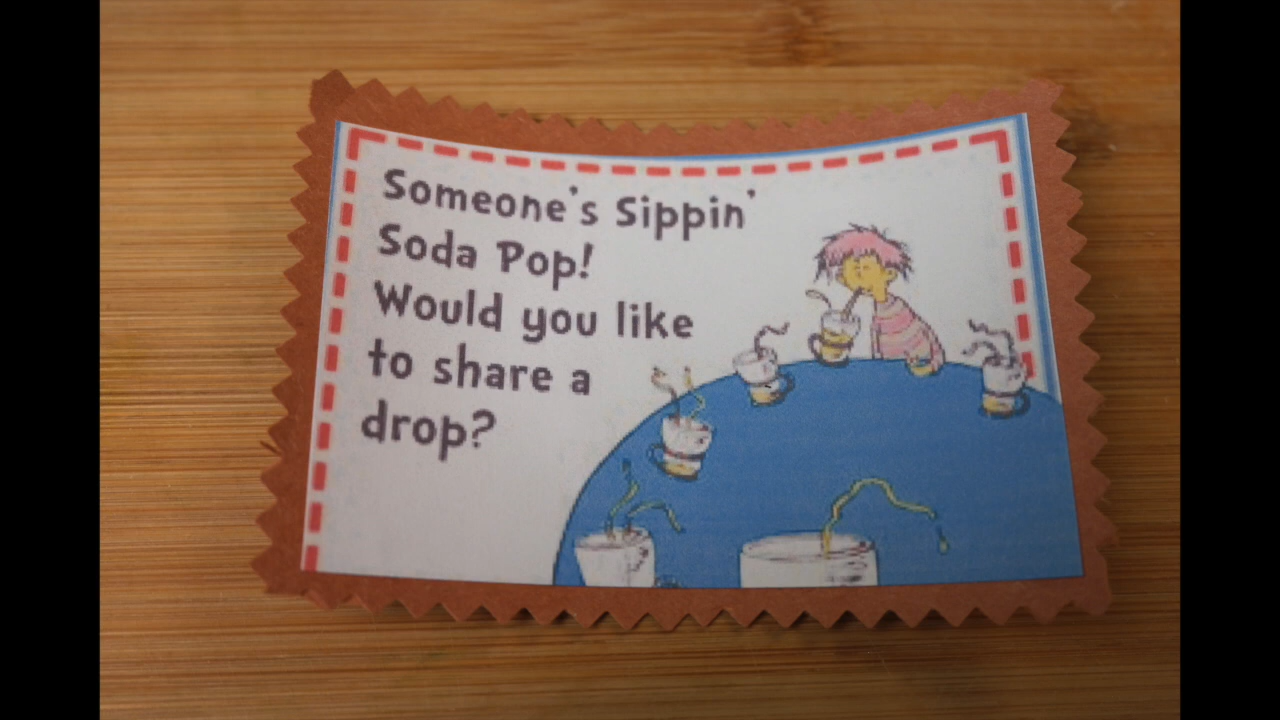 Someone's Sippin'
Soda Pop!
Would you like
to share a
drop?